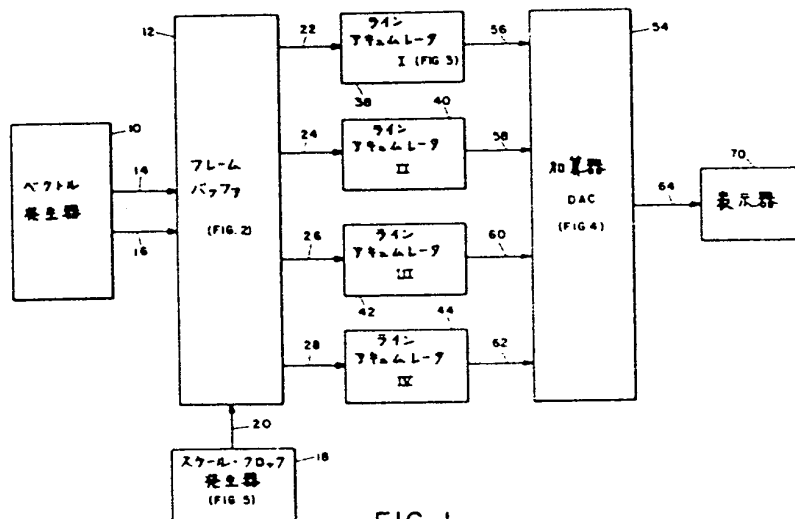 12
22
ライン
アキュムレータ
I (FIG 3)
38
56
54
10
ベクトル
発生器
14
16
フレーム
バッファ
(FIG. 2)
24
40
ライン
アキュムレータ
II
58
加算器
DAC
(FIG 4)
64
70
表示器
26
ライン
アキュムレータ
III
42
60
28
44
ライン
アキュムレータ
IV
62
20
スケール・クロック
発生器
(FIG 5)
18
FIG. 1